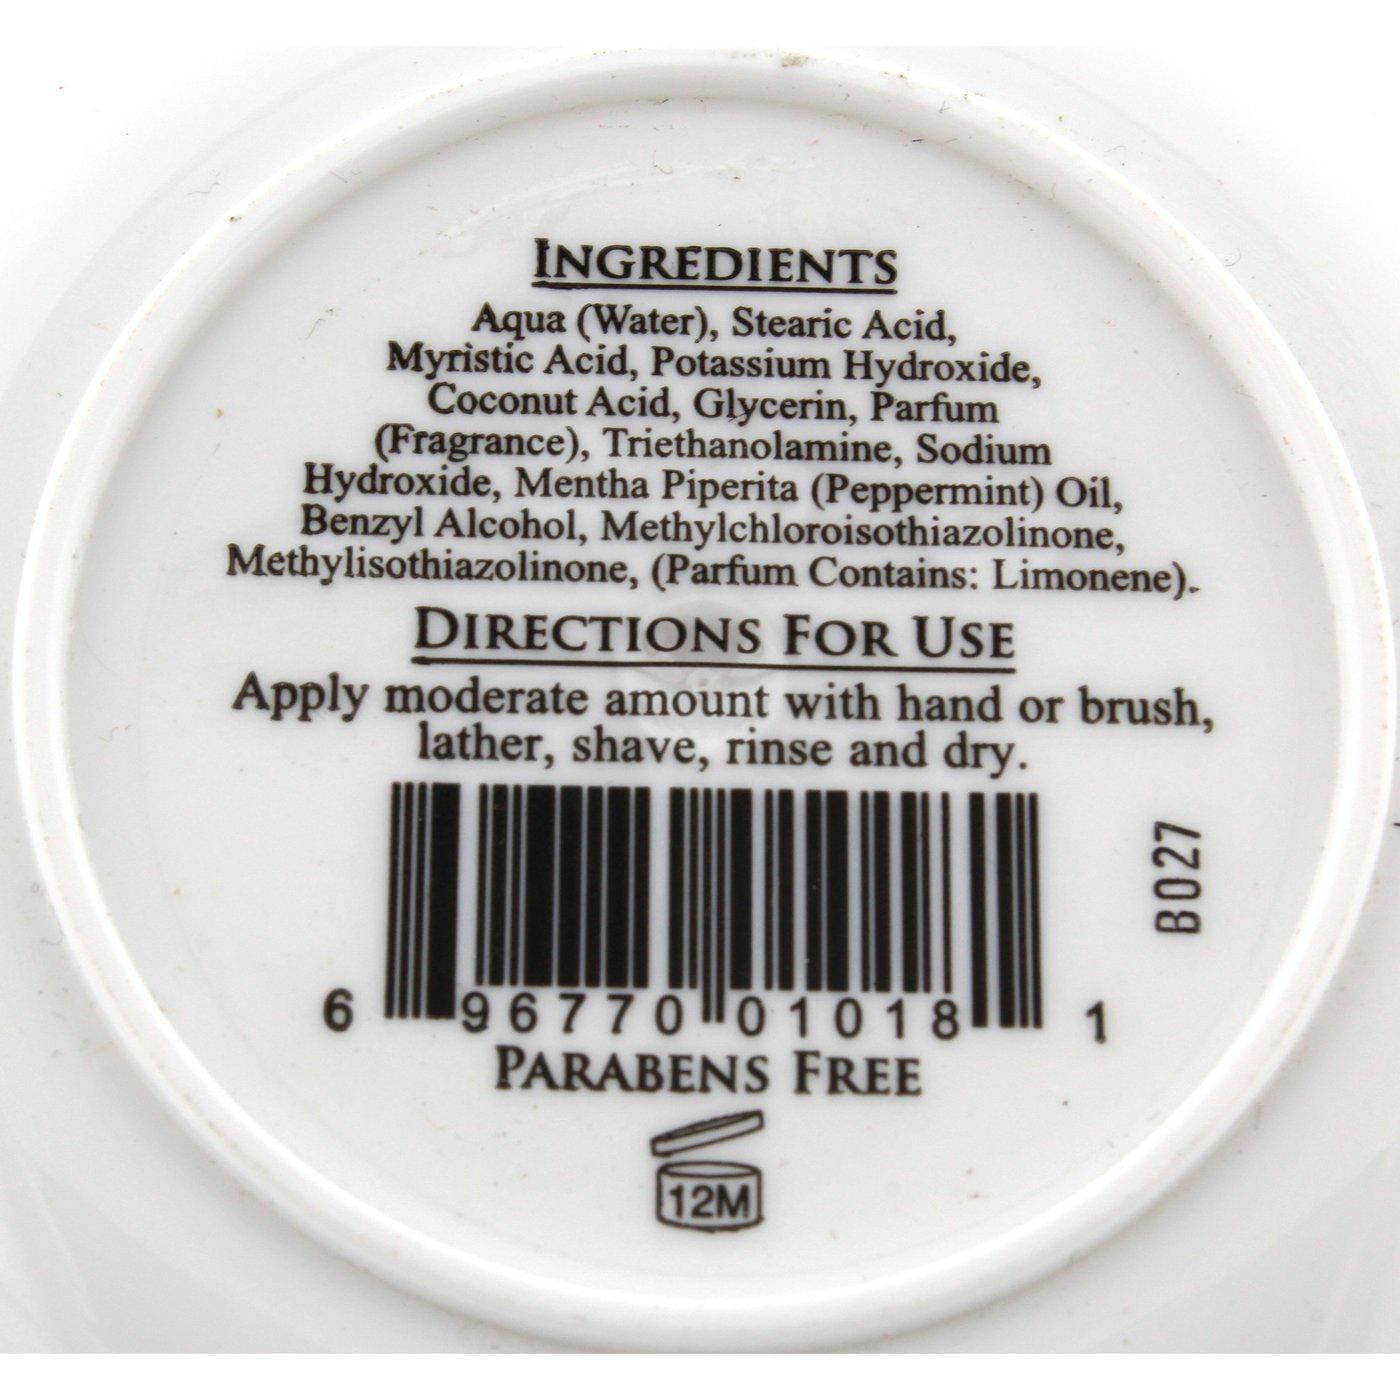 INGREDIENTS
Aqua (Water), Stearic Acid,
Myristic Acid, Potassium Hydroxide,
Coconut Acid, Glycerin, Parfum
(Fragrance), Triethanolamine, Sodium
Hydroxide, Mentha Piperita (Peppermint) Oil,
Benzyl Alcohol, Methylchloroisothiazolinone,
Methylisothiazolinone, (Parfum Contains: Limonene).
DIRECTIONS FOR USE
Apply moderate amount with hand or brush,
lather, shave, rinse and dry.
B027
6 96770 01018 1
PARABENS FREE
12M